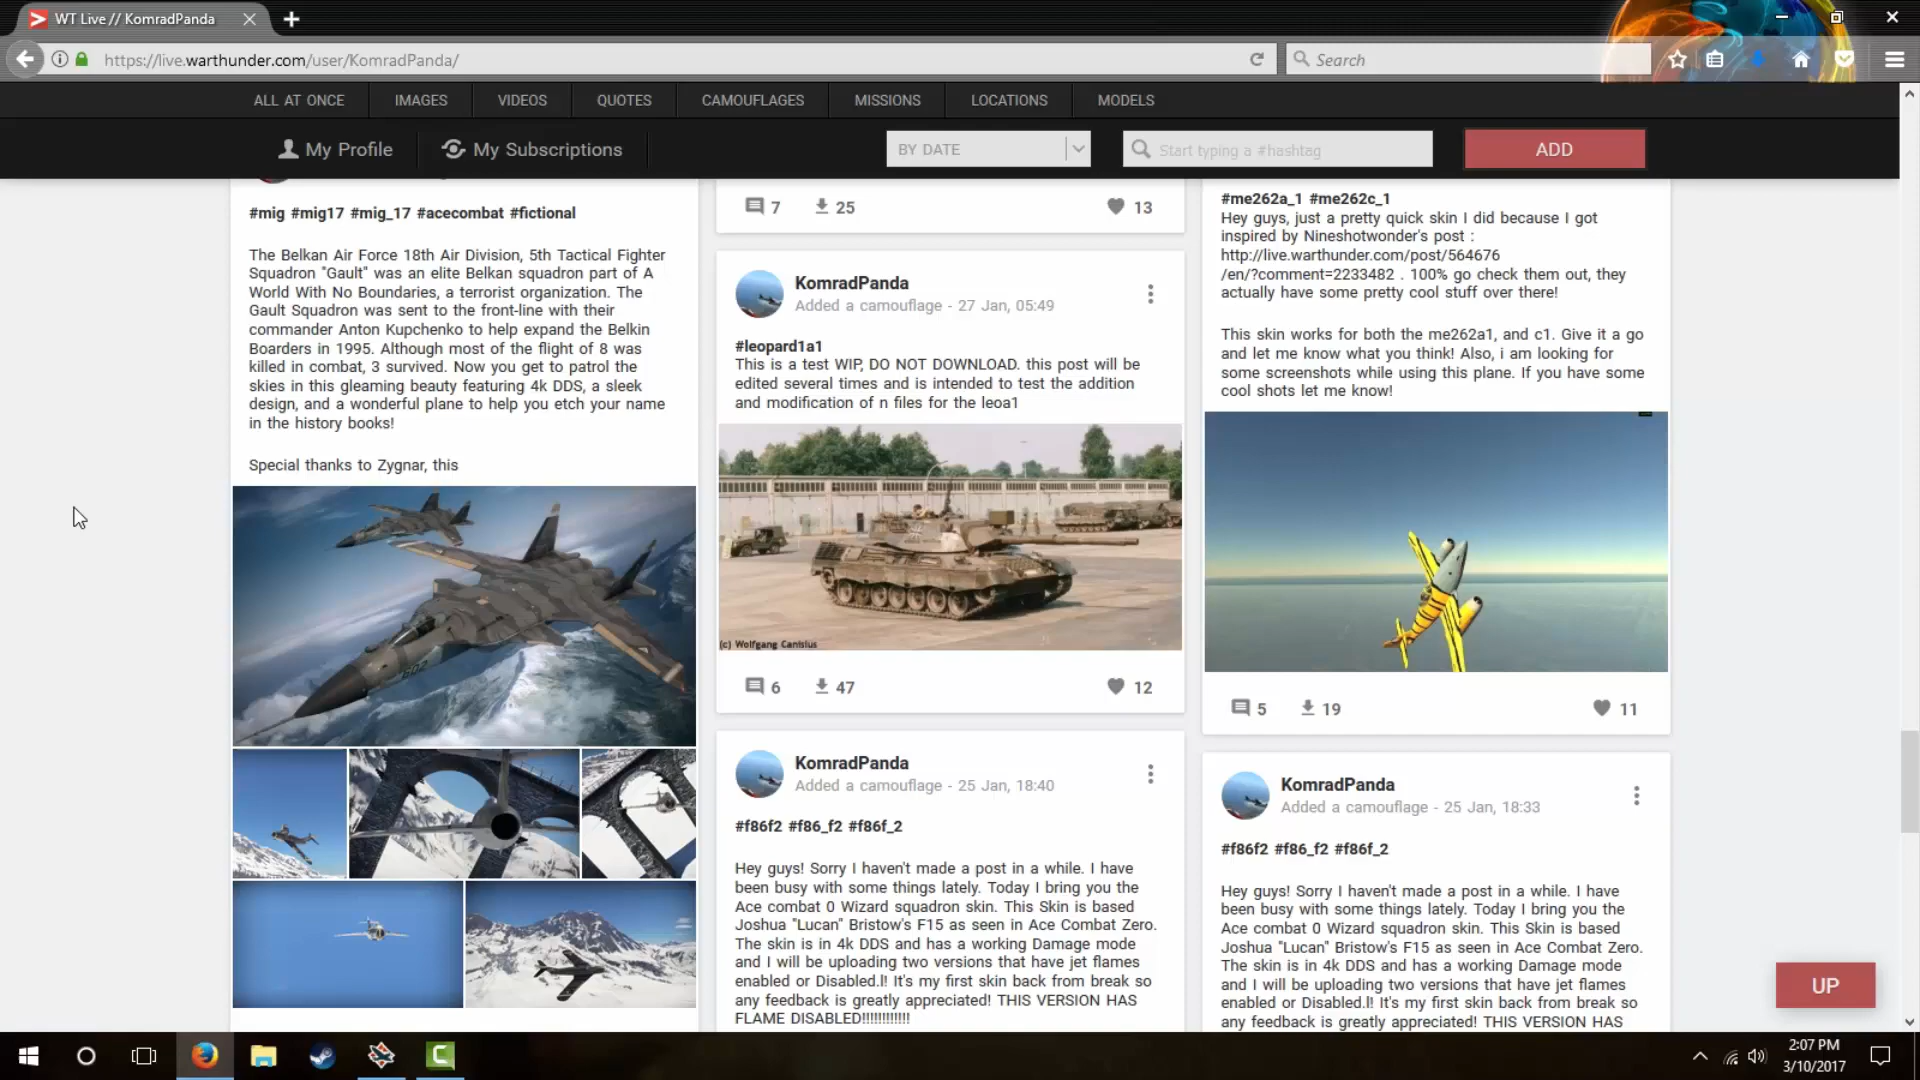 WT Live // KomradPanda
https://live.warthunder.com/user/KomradPanda/
Search
ALL AT ONCE
IMAGES
VIDEOS
QUOTES
CAMOUFLAGES
MISSIONS
LOCATIONS
MODELS
My Profile
My Subscriptions
BY DATE
Start typing a #hashtag
ADD
#mig #mig17 #mig_17 #acecombat #fictional
The Belkan Air Force 18th Air Division, 5th Tactical Fighter
Squadron "Gault" was an elite Belkan squadron part of A
World With No Boundaries, a terrorist organization. The
Gault Squadron was sent to the front-line with their
commander Anton Kupchenko to help expand the Belkin
Boarders in 1995. Although most of the flight of 8 was
killed in combat, 3 survived. Now you get to patrol the
skies in this gleaming beauty featuring 4k DDS, a sleek
design, and a wonderful plane to help you etch your name
in the history books!
Special thanks to Zygnar, this
7 25 13
KomradPanda
Added a camouflage - 27 Jan, 05:49
#leopard1a1
This is a test WIP, DO NOT DOWNLOAD. this post will be
edited several times and is intended to test the addition
and modification of n files for the leoa1
(c) Wolfgang Canisius
6 47 12
KomradPanda
Added a camouflage - 25 Jan, 18:40
#f86f2 #f86_f2 #f86f_2
Hey guys! Sorry I haven't made a post in a while. I have
been busy with some things lately. Today I bring you the
Ace combat 0 Wizard squadron skin. This Skin is based
Joshua "Lucan" Bristow's F15 as seen in Ace Combat Zero.
The skin is in 4k DDS and has a working Damage mode
and I will be uploading two versions that have jet flames
enabled or Disabled.l! It's my first skin back from break so
any feedback is greatly appreciated! THIS VERSION HAS
FLAME DISABLED!!!!!!!!!!!!
#me262a_1 #me262c_1
Hey guys, just a pretty quick skin I did because I got
inspired by Nineshotwonder's post :
http://live.warthunder.com/post/564676
/en/?comment=2233482 . 100% go check them out, they
actually have some pretty cool stuff over there!
This skin works for both the me262a1, and c1. Give it a go
and let me know what you think! Also, i am looking for
some screenshots while using this plane. If you have some
cool shots let me know!
5 19 11
KomradPanda
Added a camouflage - 25 Jan, 18:33
#f86f2 #f86_f2 #f86f_2
Hey guys! Sorry I haven't made a post in a while. I have
been busy with some things lately. Today I bring you the
Ace combat 0 Wizard squadron skin. This Skin is based
Joshua "Lucan" Bristow's F15 as seen in Ace Combat Zero.
The skin is in 4k DDS and has a working Damage mode
and I will be uploading two versions that have jet flames
enabled or Disabled.l! It's my first skin back from break so
any feedback is greatly appreciated! THIS VERSION HAS
UP
2:07 PM
3/10/2017